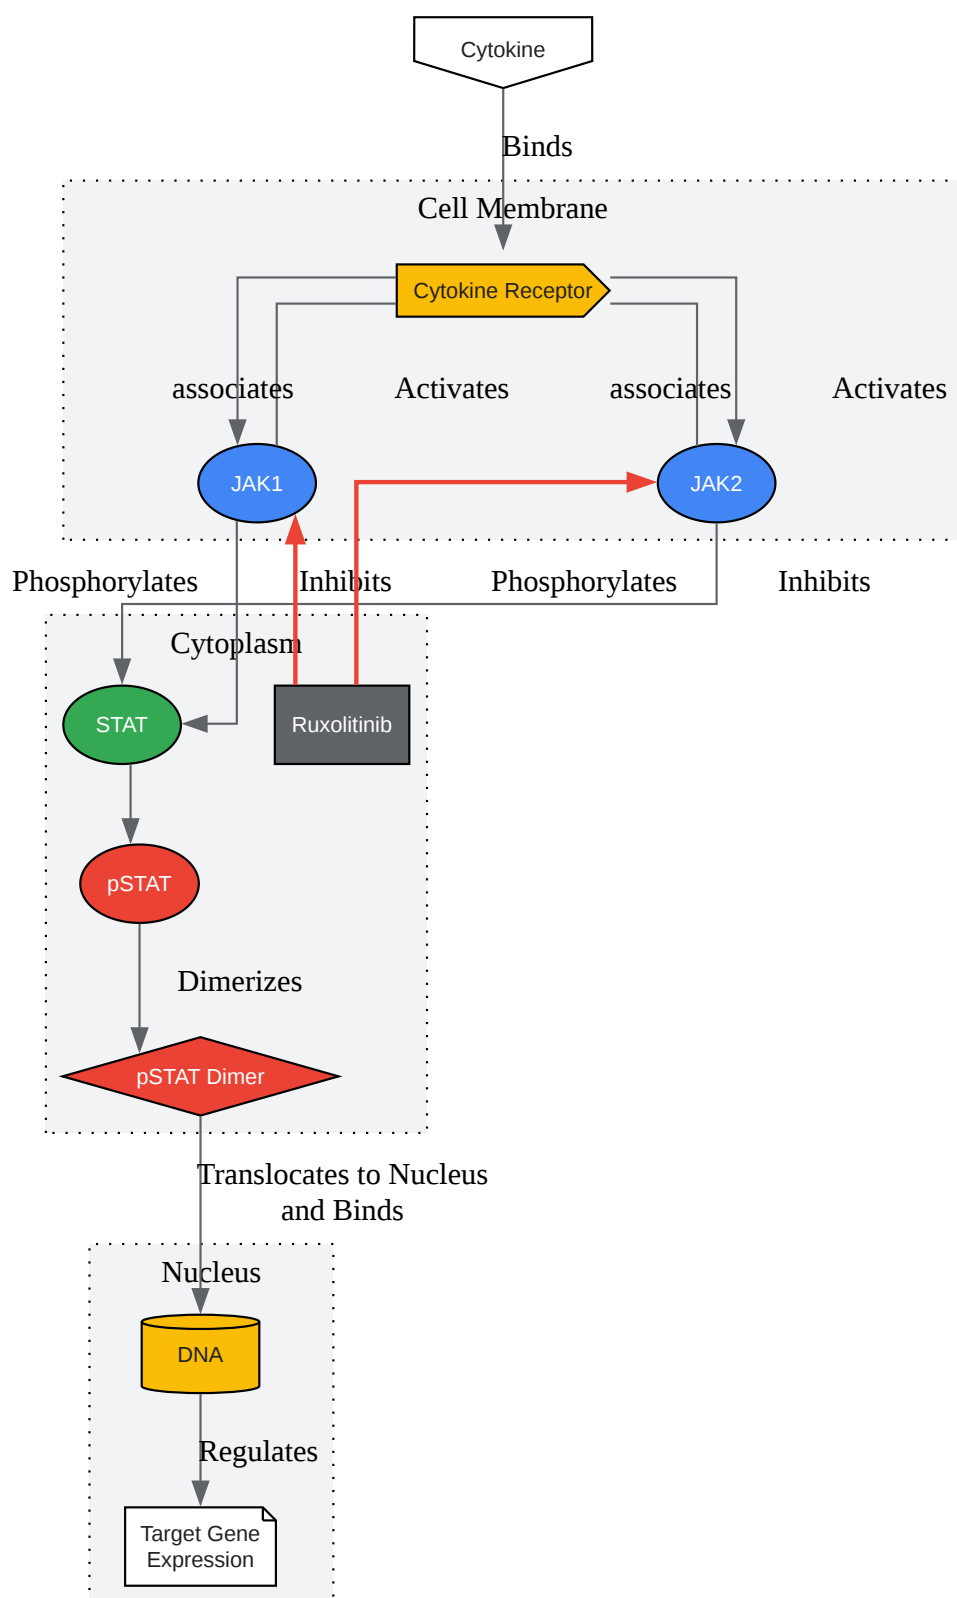 Cytokine
Binds
Cell Membrane
Cytokine Receptor
associates
Activates
associates
Activates
JAK1
JAK2
Phosphorylates
Inhibits
Phosphorylates
Inhibits
Cytoplasm
STAT
Ruxolitinib
pSTAT
Dimerizes
pSTAT Dimer
Translocates to Nucleus
and Binds
Nucleus
DNA
Regulates
Target Gene
Expression